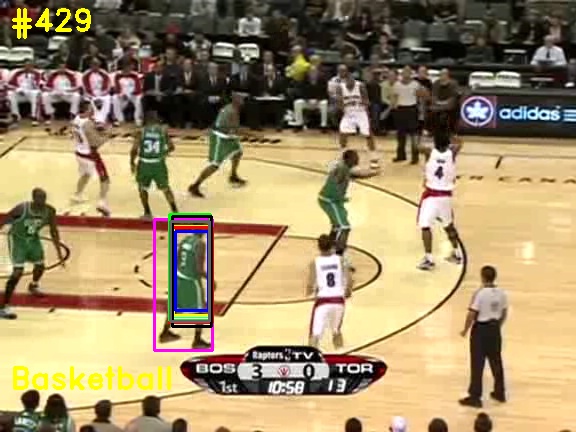 #429
adidas
34
4
8
Raptors TV
BOS 3 0 TOR
1st 10:58 13
Basketball